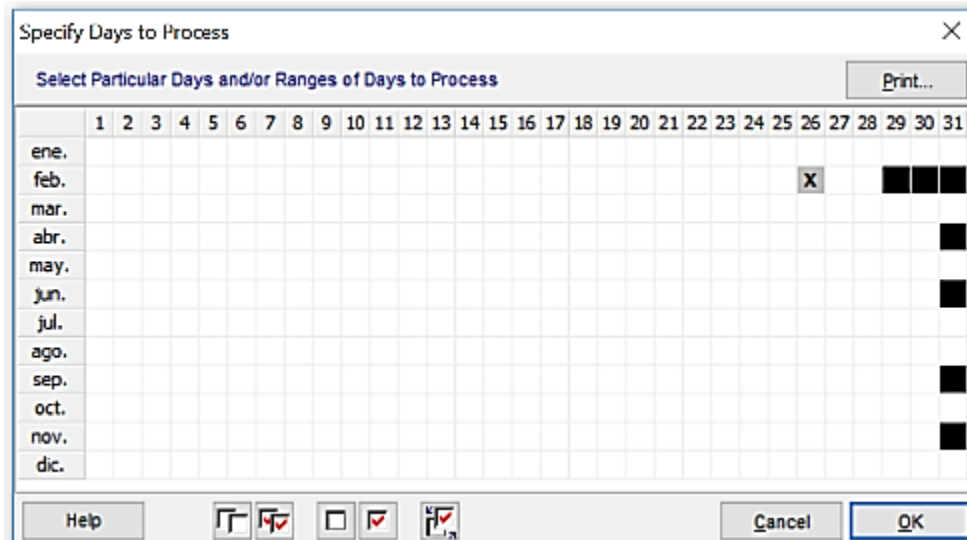 Specify Days to Process
Select Particular Days and/or Ranges of Days to Process Print...
1 2 3 4 5 6 7 8 9 10 11 12 13 14 15 16 17 18 19 20 21 22 23 24 25 26 27 28 29 30 31
ene.
feb. X
mar.
abr.
may.
jun.
jul.
ago.
sep.
oct.
nov.
dic.
Help Cancel OK